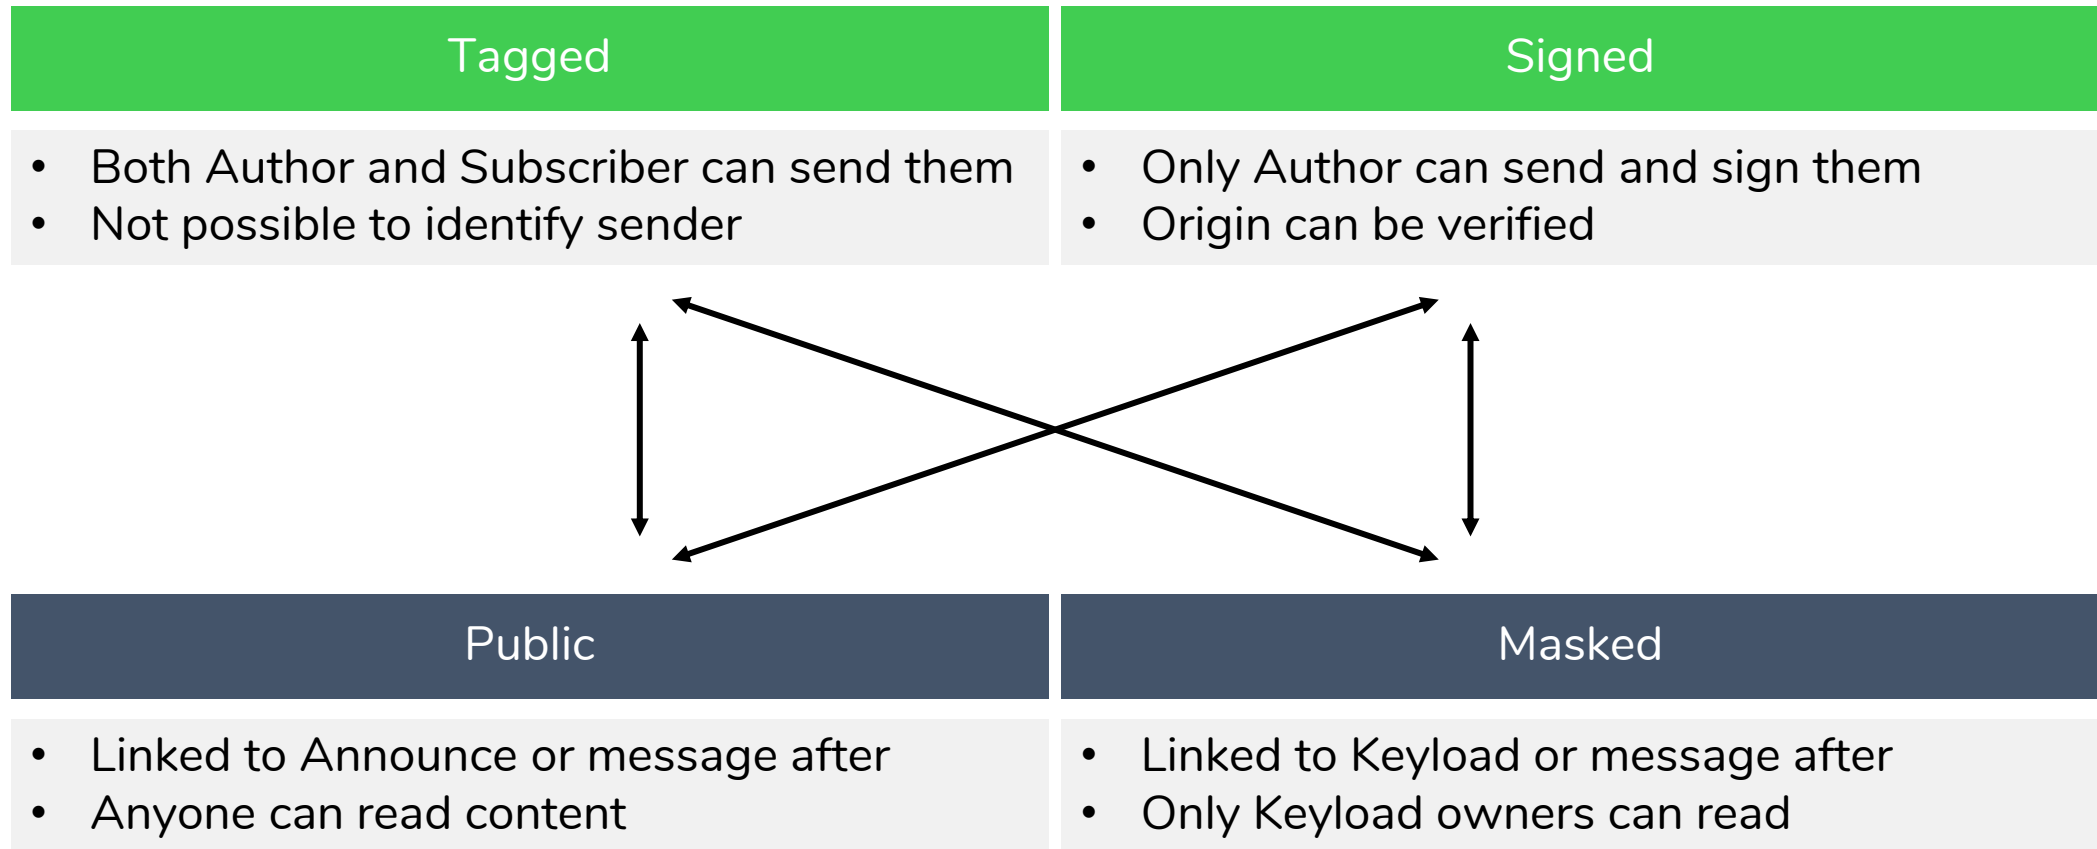 Tagged
Signed
• Both Author and Subscriber can send them
• Not possible to identify sender
• Only Author can send and sign them
• Origin can be verified
Public
Masked
• Linked to Announce or message after
• Anyone can read content
• Linked to Keyload or message after
• Only Keyload owners can read